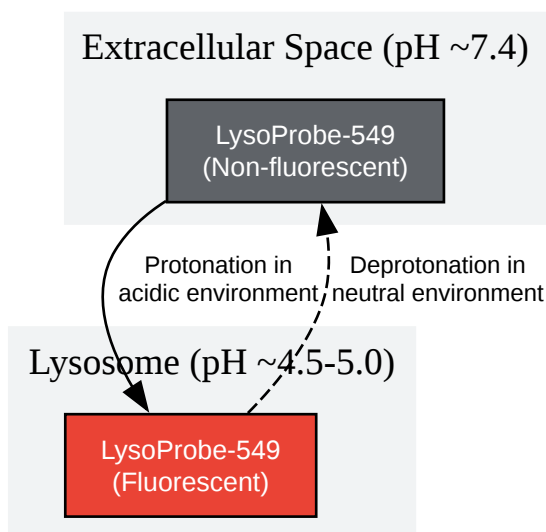 Extracellular Space (pH ~7.4)
LysoProbe-549
(Non-fluorescent)
Protonation in
acidic environment
Deprotonation in
neutral environment
Lysosome (pH ~4.5-5.0)
LysoProbe-549
(Fluorescent)